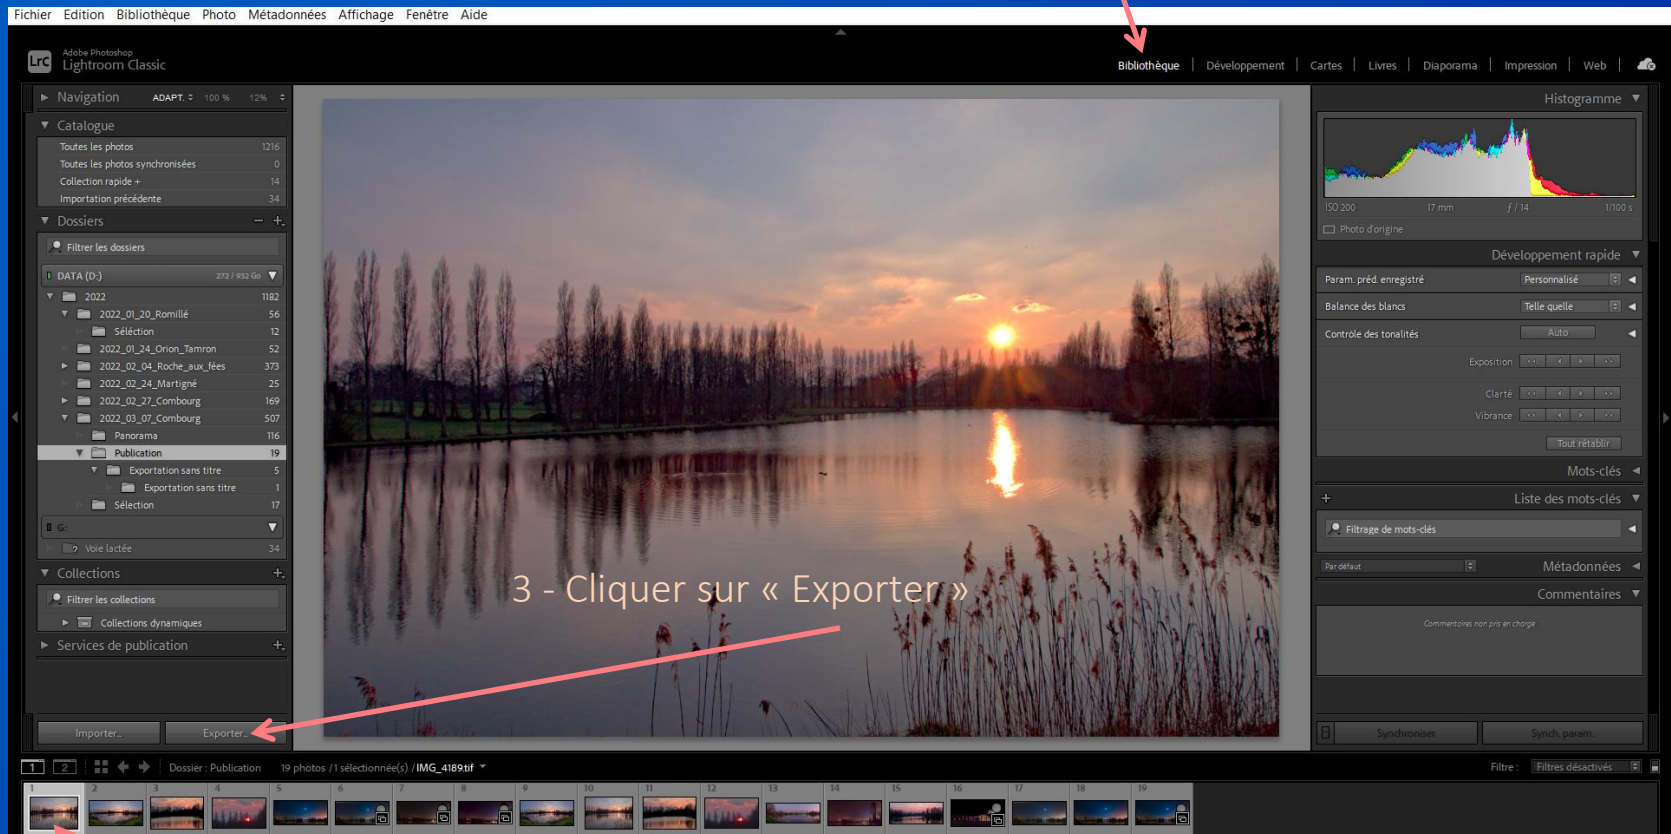 Fichier Edition Bibliothèque Photo Métadonnées Affichage Fenêtre Aide
Adobe Photoshop
LrC Lightroom Classic
Bibliothèque | Développement | Cartes | Livres | Diaporama | Impression | Web |
Navigation ADAPT. 100 % 12%
Catalogue
Toutes les photos 1216
Toutes les photos synchronisées 0
Collection rapide + 14
Importation précédente 34
Dossiers − +
Filtrer les dossiers
DATA (D:) 272 / 932 Go
2022 1182
2022_01_20_Romillé 56
Séléction 12
2022_01_24_Orion_Tamron 52
2022_02_04_Roche_aux_fées 373
2022_02_24_Martigné 25
2022_02_27_Combourg 169
2022_03_07_Combourg 507
Panorama 116
Publication 19
Exportation sans titre 5
Exportation sans titre 1
Sélection 17
G:
Voie lactée 34
Collections +
Filtrer les collections
Collections dynamiques
Services de publication +
Importer... Exporter...
3 - Cliquer sur « Exporter »
Histogramme
ISO 200 17 mm ƒ / 14 1/100 s
Photo d'origine
Développement rapide
Param. préd. enregistré Personnalisé
Balance des blancs Telle quelle
Contrôle des tonalités Auto
Exposition
Clarté
Vibrance
Tout rétablir
Mots-clés
+ Liste des mots-clés
Filtrage de mots-clés
Par défaut Métadonnées
Commentaires
Commentaires non pris en charge
Synchroniser Synch. param.
1 2 Dossier : Publication 19 photos /1 sélectionnée(s) /IMG_4189.tif Filtre : Filtres désactivés
1 2 3 4 5 6 7 8 9 10 11 12 13 14 15 16 17 18 19